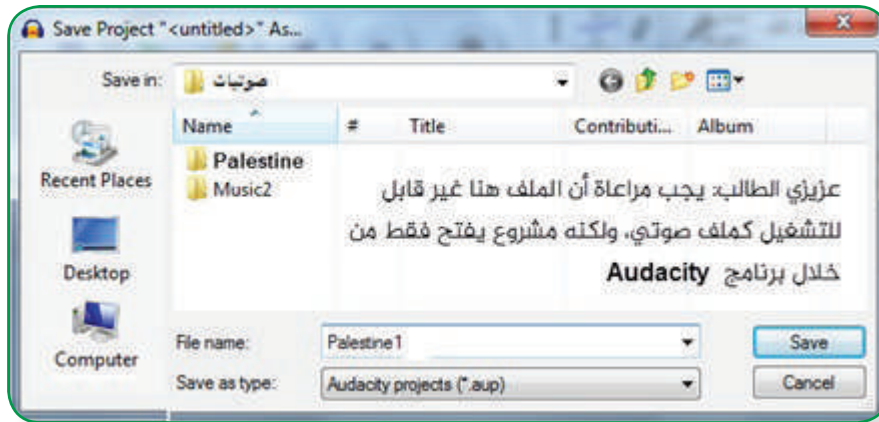 Save Project "<untitled>" As...
Save in: صوتيات
Name # Title Contributi... Album
Recent Places
Desktop
Computer
Palestine
Music2
عزيزي الطالب: يجب مراعاة أن الملف هنا غير قابل
للتشغيل كملف صوتي، ولكنه مشروع يفتح فقط من
خلال برنامج Audacity
File name: Palestine1 Save
Save as type: Audacity projects (*.aup) Cancel